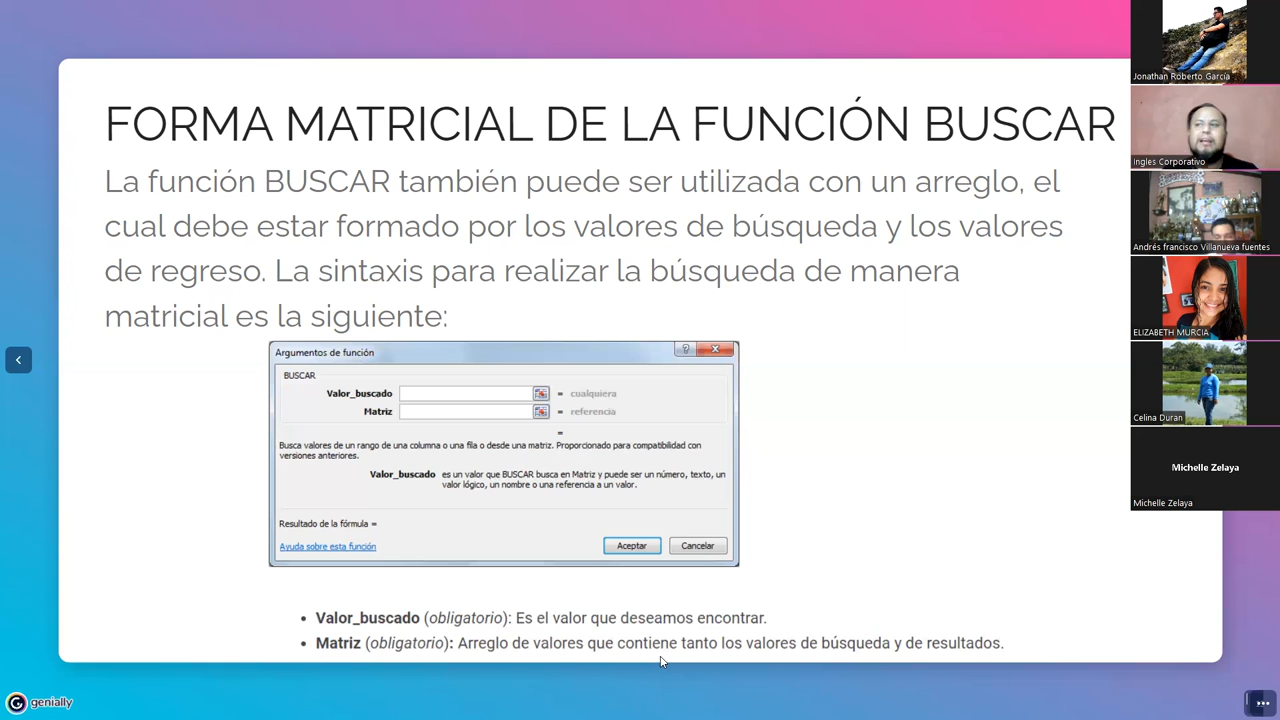 FORMA MATRICIAL DE LA FUNCIÓN BUSCAR
La función BUSCAR también puede ser utilizada con un arreglo, el
cual debe estar formado por los valores de búsqueda y los valores
de regreso. La sintaxis para realizar la búsqueda de manera
matricial es la siguiente:
Argumentos de función
?
BUSCAR
Valor_buscado = cualquiera
Matriz = referencia
=
Busca valores de un rango de una columna o una fila o desde una matriz. Proporcionado para compatibilidad con
versiones anteriores.
Valor_buscado es un valor que BUSCAR busca en Matriz y puede ser un número, texto, un
valor lógico, un nombre o una referencia a un valor.
Resultado de la fórmula =
Ayuda sobre esta función
Aceptar Cancelar
• Valor_buscado (obligatorio): Es el valor que deseamos encontrar.
• Matriz (obligatorio): Arreglo de valores que contiene tanto los valores de búsqueda y de resultados.
genially
Jonathan Roberto García
Ingles Corporativo
Andrés francisco Villanueva fuentes
ELIZABETH MURCIA
Celina Duran
Michelle Zelaya
Michelle Zelaya